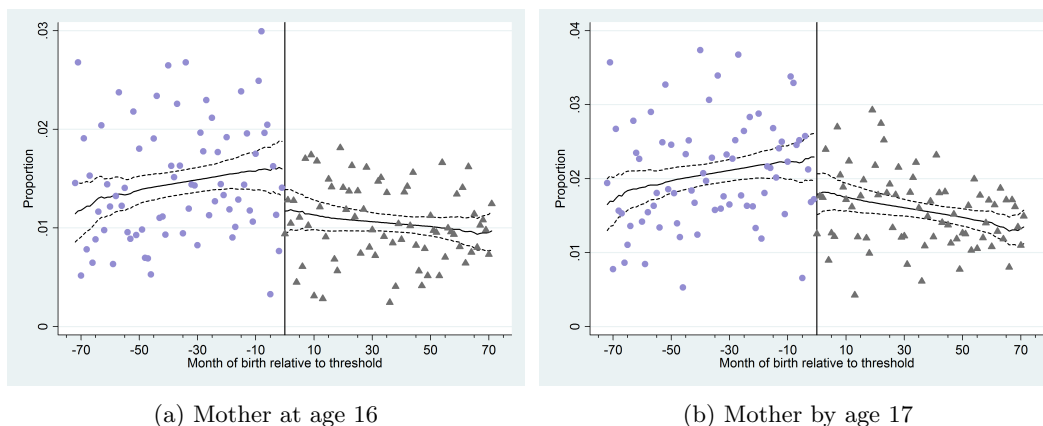 .03
.02
.01
0
Proportion
-70 -50 -30 -10 10 30 50 70
Month of birth relative to threshold
(a) Mother at age 16
.04
.03
.02
.01
0
Proportion
-70 -50 -30 -10 10 30 50 70
Month of birth relative to threshold
(b) Mother by age 17